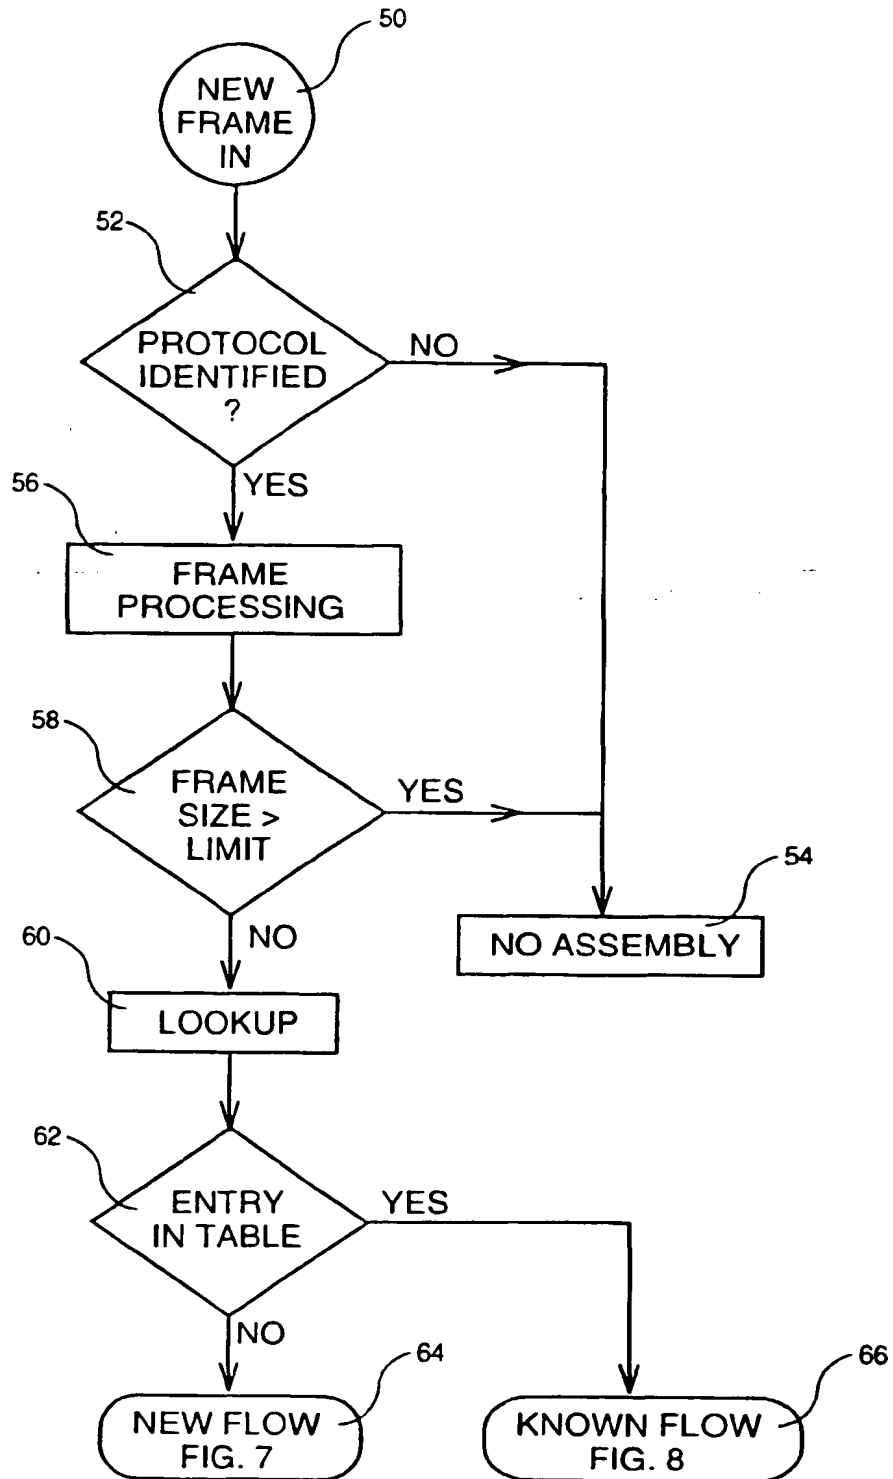 50
NEW
FRAME
IN
52
PROTOCOL
IDENTIFIED
?
NO
YES
56
FRAME
PROCESSING
58
FRAME
SIZE >
LIMIT
YES
54
NO ASSEMBLY
NO
60
LOOKUP
62
ENTRY
IN TABLE
YES
NO
64
NEW FLOW
FIG. 7
66
KNOWN FLOW
FIG. 8